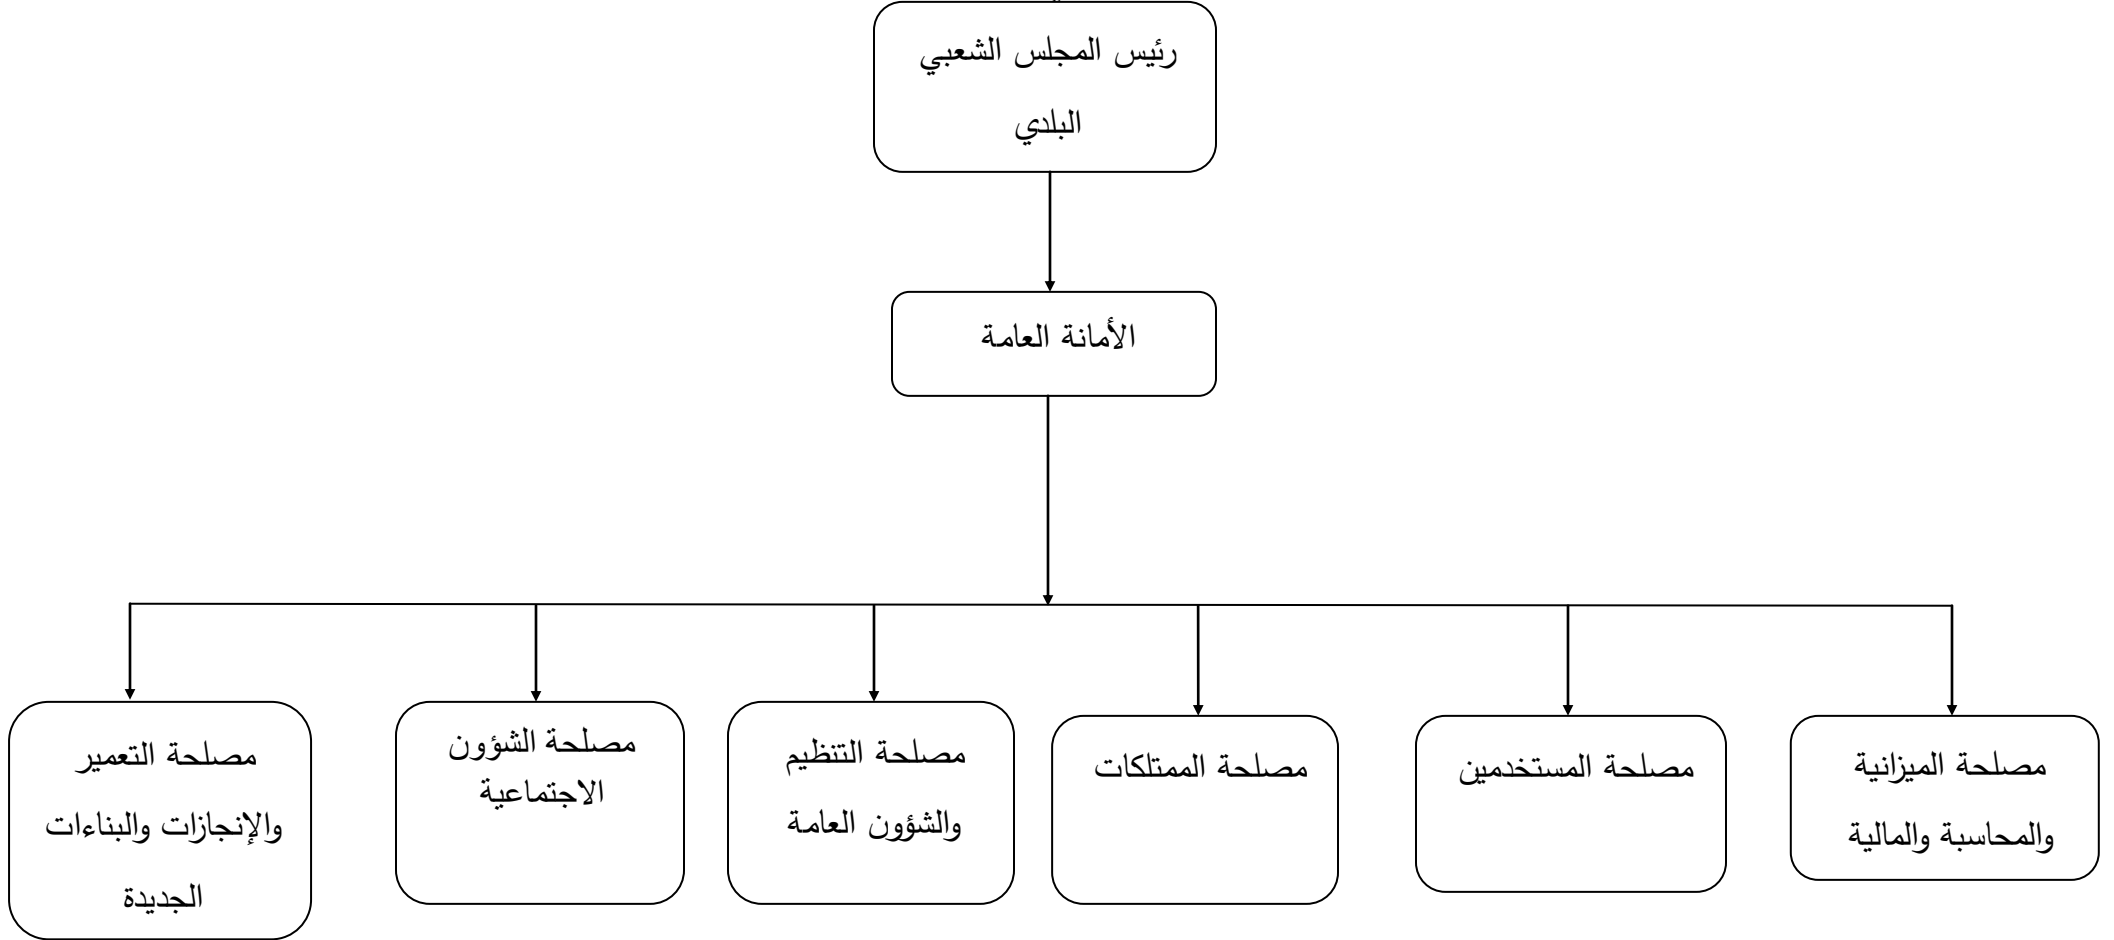 رئيس المجلس الشعبي
البلدي
الأمانة العامة
مصلحة الميزانية
والمحاسبة والمالية
مصلحة المستخدمين
مصلحة الممتلكات
مصلحة التنظيم
والشؤون العامة
مصلحة الشؤون
الاجتماعية
مصلحة التعمير
والإنجازات والبناءات
الجديدة